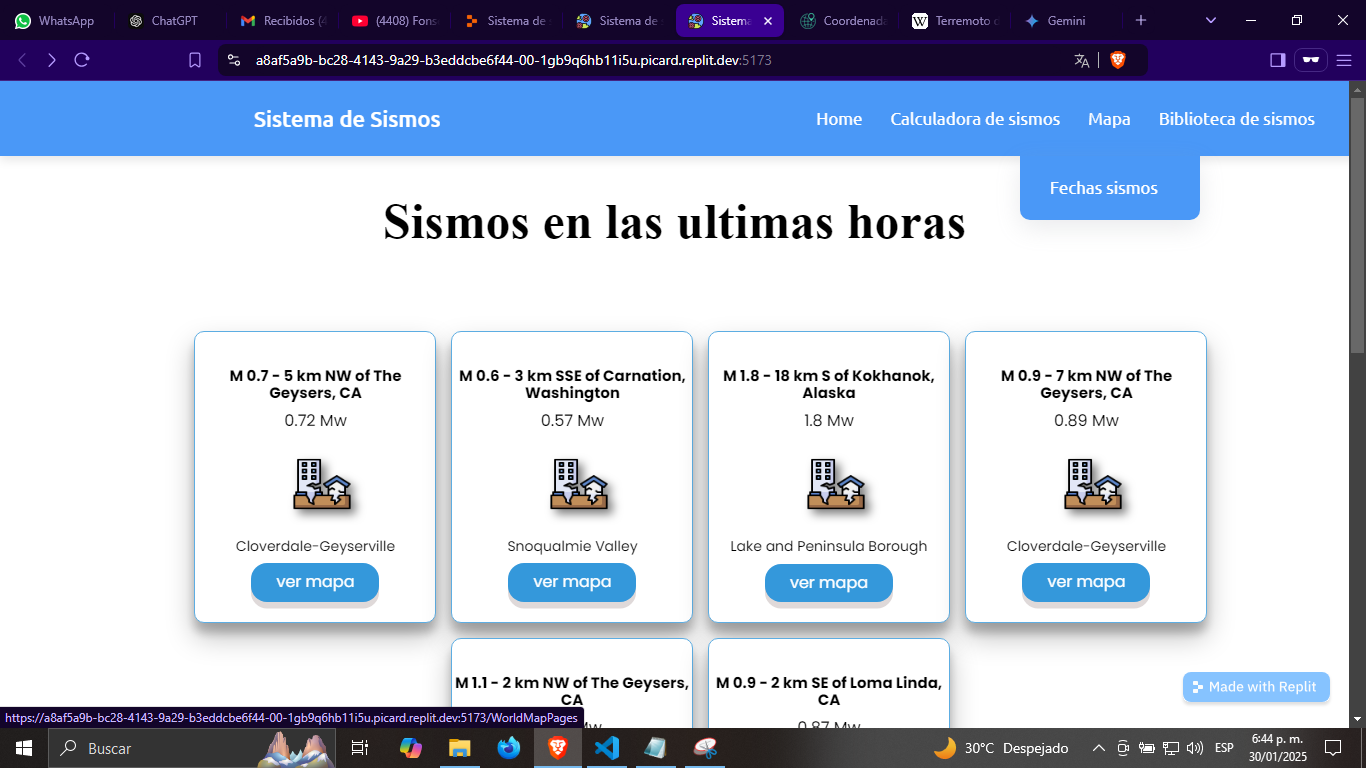 WhatsApp
ChatGPT
Recibidos (4
(4408) Fons
Sistema de s
Sistema de s
Sistema
Coordenada
Terremoto d
Gemini
a8af5a9b-bc28-4143-9a29-b3eddcbe6f44-00-1gb9q6hb11i5u.picard.replit.dev:5173
Sistema de Sismos
Home
Calculadora de sismos
Mapa
Biblioteca de sismos
Fechas sismos
Sismos en las ultimas horas
M 0.7 - 5 km NW of The
Geysers, CA
0.72 Mw
Cloverdale-Geyserville
ver mapa
M 0.6 - 3 km SSE of Carnation,
Washington
0.57 Mw
Snoqualmie Valley
ver mapa
M 1.8 - 18 km S of Kokhanok,
Alaska
1.8 Mw
Lake and Peninsula Borough
ver mapa
M 0.9 - 7 km NW of The
Geysers, CA
0.89 Mw
Cloverdale-Geyserville
ver mapa
M 1.1 - 2 km NW of The Geysers,
CA
Mw
M 0.9 - 2 km SE of Loma Linda,
CA
0.87 Mw
Made with Replit
https://a8af5a9b-bc28-4143-9a29-b3eddcbe6f44-00-1gb9q6hb11i5u.picard.replit.dev:5173/WorldMapPages
Buscar
30°C Despejado
ESP
6:44 p. m.
30/01/2025